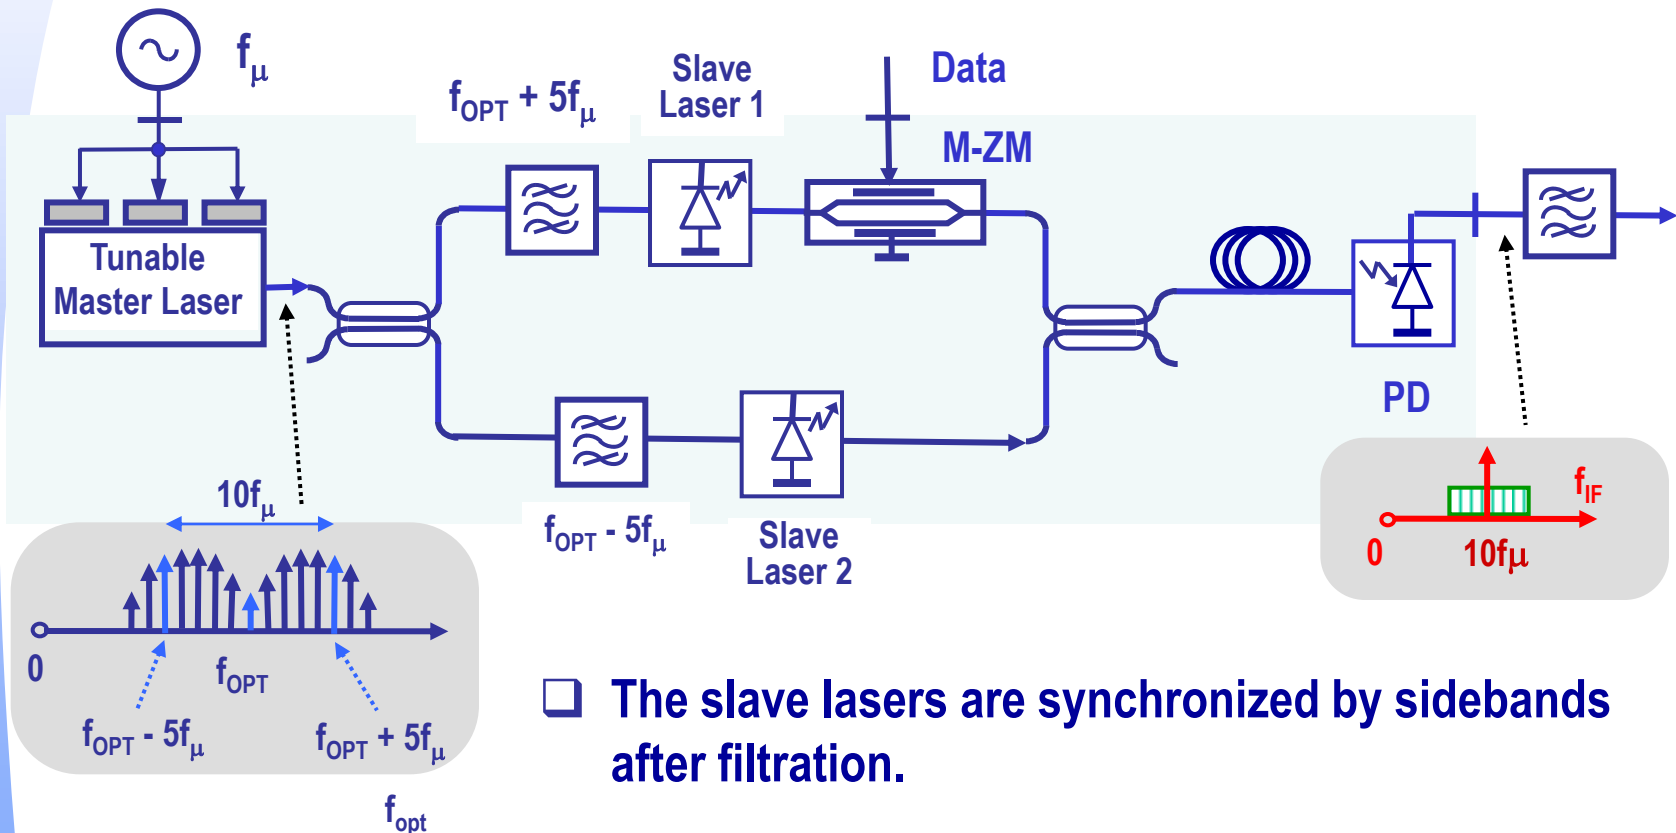 fμ
fOPT + 5fμ
Slave
Laser 1
Data
M-ZM
Tunable
Master Laser
PD
10fμ
fOPT - 5fμ
Slave
Laser 2
0
fOPT
fOPT - 5fμ
fOPT + 5fμ
fopt
fIF
0
10fμ
❑ The slave lasers are synchronized by sidebands
after filtration.